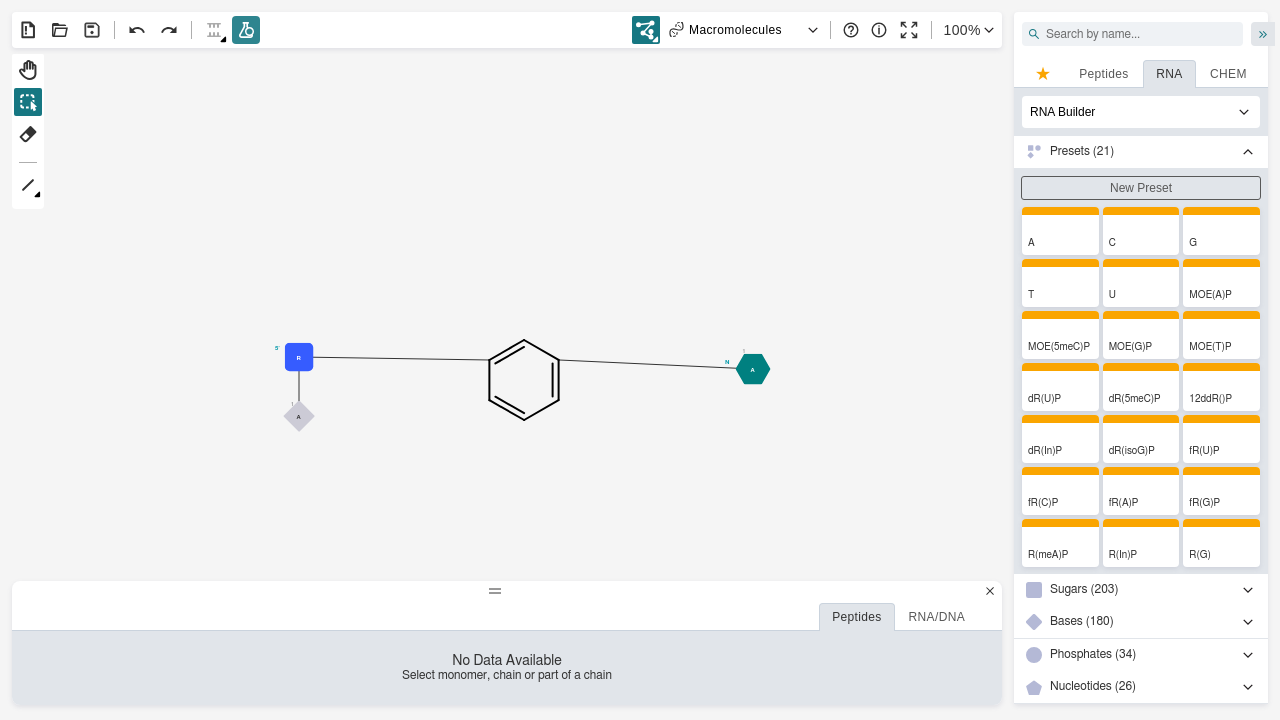 Macromolecules
100%
Search by name...
»
Peptides
RNA
CHEM
RNA Builder
Presets (21)
New Preset
A
C
G
T
U
MOE(A)P
MOE(5meC)P
MOE(G)P
MOE(T)P
dR(U)P
dR(5meC)P
12ddR()P
dR(In)P
dR(isoG)P
fR(U)P
fR(C)P
fR(A)P
fR(G)P
R(meA)P
R(In)P
R(G)
Sugars (203)
Bases (180)
Phosphates (34)
Nucleotides (26)
5'
R
1
A
N
1
A
Peptides
RNA/DNA
No Data Available
Select monomer, chain or part of a chain